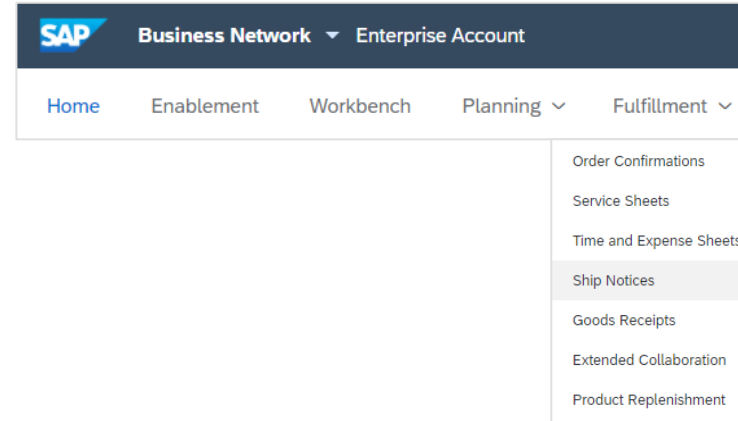 SAP Business Network Enterprise Account
Home Enablement Workbench Planning Fulfillment
Order Confirmations
Service Sheets
Time and Expense Sheets
Ship Notices
Goods Receipts
Extended Collaboration
Product Replenishment